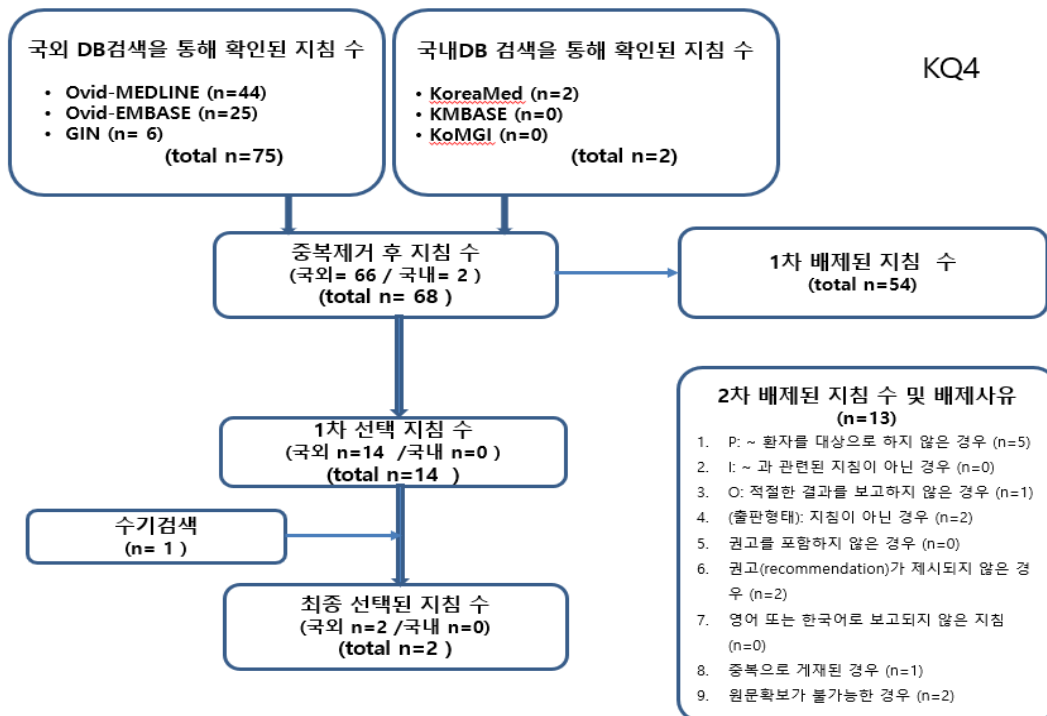 국외 DB검색을 통해 확인된 지침 수
• Ovid-MEDLINE (n=44)
• Ovid-EMBASE (n=25)
• GIN (n= 6)
(total n=75)
국내DB 검색을 통해 확인된 지침 수
• KoreaMed (n=2)
• KMBASE (n=0)
• KoMGI (n=0)
(total n=2)
KQ4
중복제거 후 지침 수
(국외= 66 / 국내= 2 )
(total n= 68 )
1차 배제된 지침 수
(total n=54)
1차 선택 지침 수
(국외 n=14 /국내 n=0 )
(total n=14 )
수기검색
(n= 1 )
최종 선택된 지침 수
(국외 n=2 /국내 n=0)
(total n=2 )
2차 배제된 지침 수 및 배제사유
(n=13)
1. P: ~ 환자를 대상으로 하지 않은 경우 (n=5)
2. I: ~ 과 관련된 지침이 아닌 경우 (n=0)
3. O: 적절한 결과를 보고하지 않은 경우 (n=1)
4. (출판형태): 지침이 아닌 경우 (n=2)
5. 권고를 포함하지 않은 경우 (n=0)
6. 권고(recommendation)가 제시되지 않은 경
우 (n=2)
7. 영어 또는 한국어로 보고되지 않은 지침
(n=0)
8. 중복으로 게재된 경우 (n=1)
9. 원문확보가 불가능한 경우 (n=2)